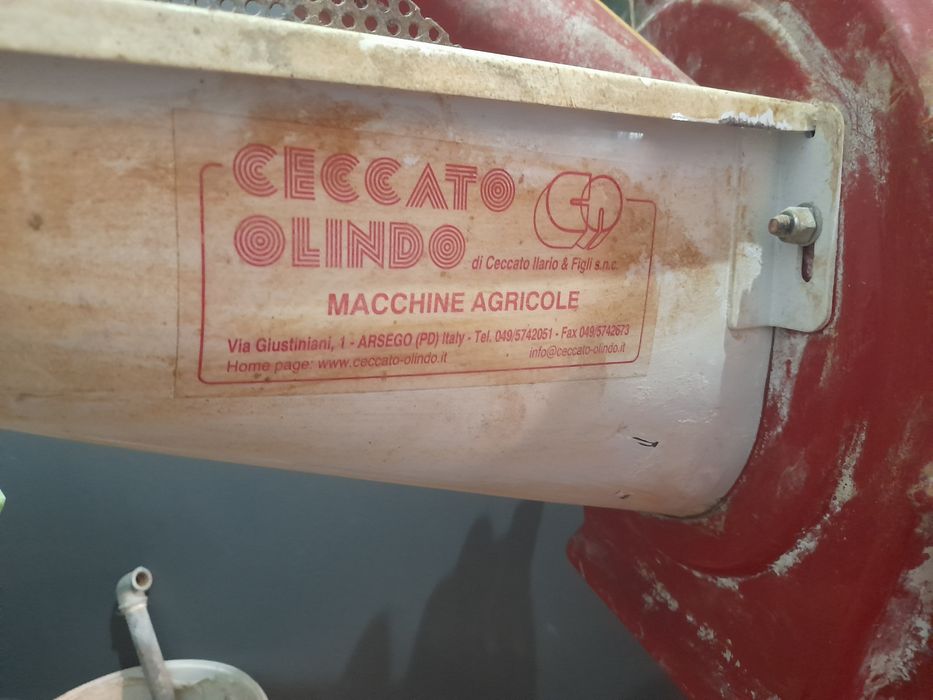 CECCATO
OLINDO
di Ceccato Ilario & Figli s.n.c.
MACCHINE AGRICOLE
Via Giustiniani, 1 - ARSEGO (PD) Italy - Tel. 049/5742051 - Fax 049/5742673
Home page: www.ceccato-olindo.it info@ceccato-olindo.it